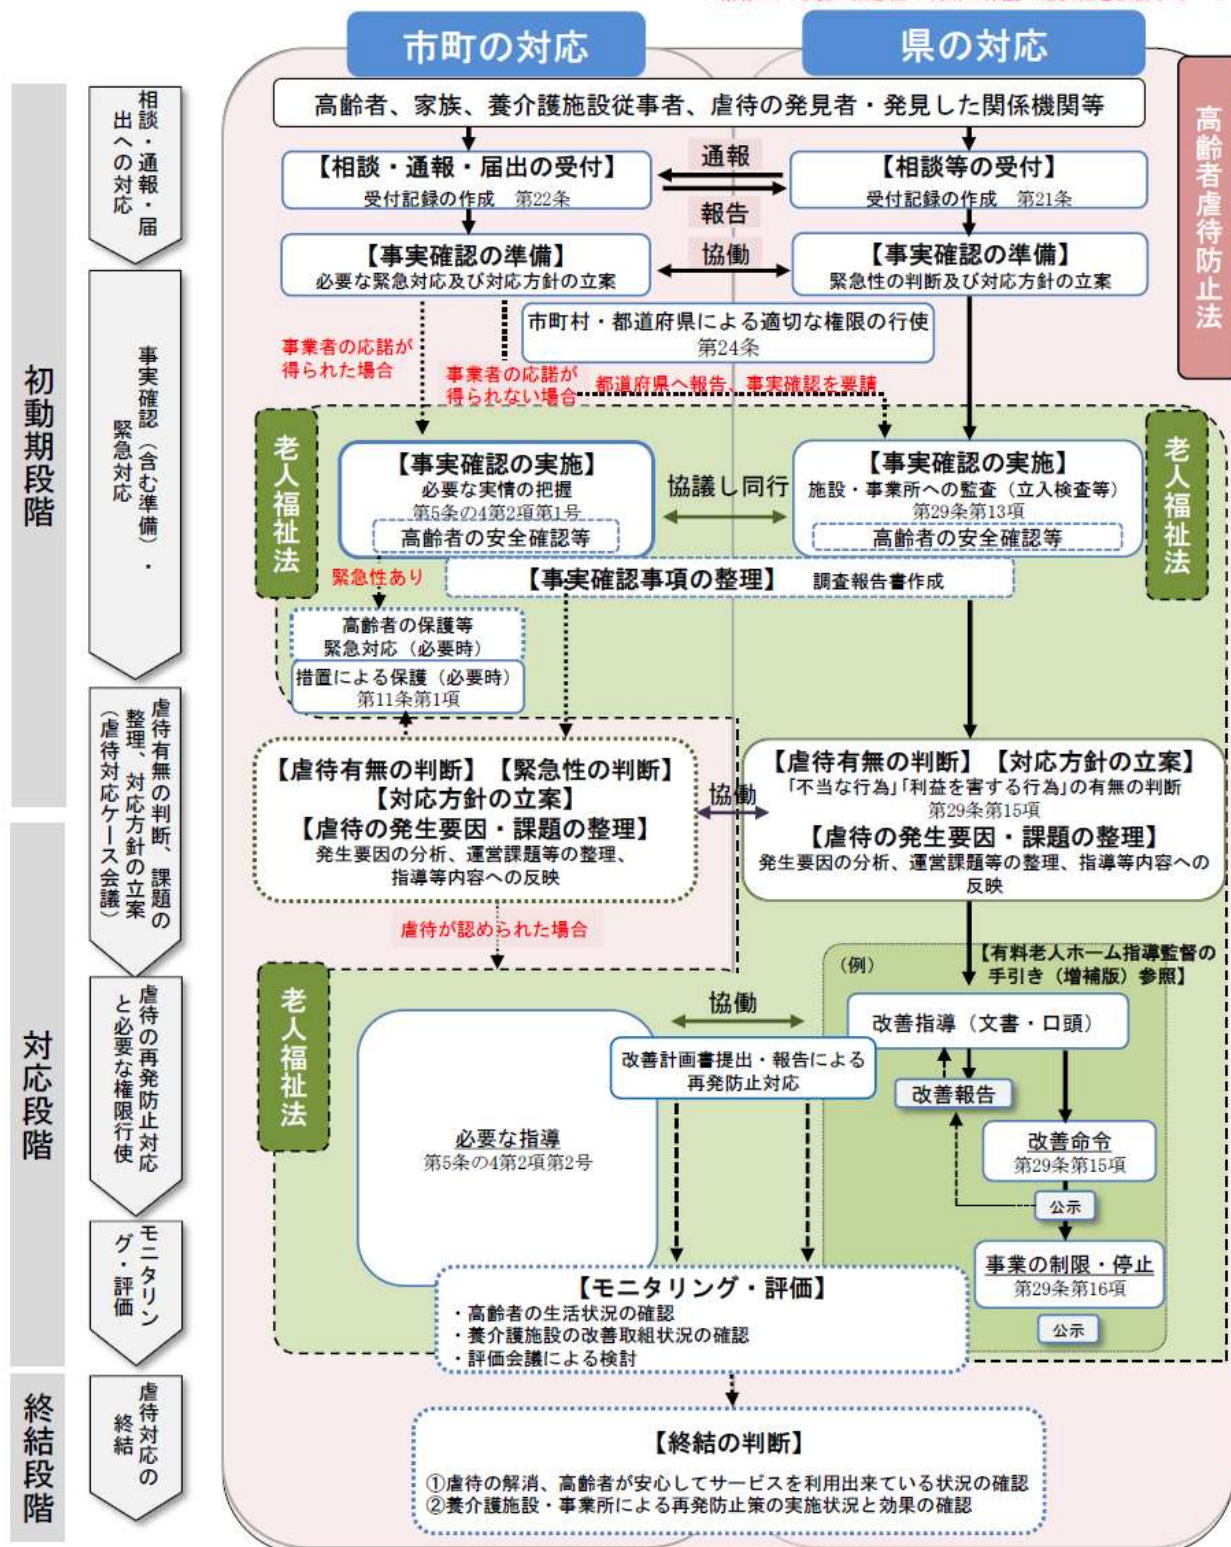 市町の対応
県の対応
高齢者虐待防止法
高齢者、家族、養介護施設従事者、虐待の発見者・発見した関係機関等
初動期段階
相談・通報・届
出への対応
【相談・通報・届出の受付】
受付記録の作成 第22条
通報
報告
【相談等の受付】
受付記録の作成 第21条
【事実確認の準備】
必要な緊急対応及び対応方針の立案
協働
【事実確認の準備】
緊急性の判断及び対応方針の立案
事実確認（含む準備）・
緊急対応
市町村・都道府県による適切な権限の行使
第24条
事業者の応諾が
得られた場合
事業者の応諾が
得られない場合
都道府県へ報告、事実確認を要請
老人福祉法
【事実確認の実施】
必要な実情の把握
第5条の4第2項第1号
高齢者の安全確認等
協議し同行
【事実確認の実施】
施設・事業所への監査（立入検査等）
第29条第13項
高齢者の安全確認等
老人福祉法
緊急性あり
【事実確認事項の整理】 調査報告書作成
高齢者の保護等
緊急対応（必要時）
措置による保護（必要時）
第11条第1項
虐待有無の判断、課題の
整理、対応方針の立案
（虐待対応ケース会議）
【虐待有無の判断】【緊急性の判断】
【対応方針の立案】
【虐待の発生要因・課題の整理】
発生要因の分析、運営課題等の整理、
指導等内容への反映
協働
【虐待有無の判断】【対応方針の立案】
「不当な行為」「利益を害する行為」の有無の判断
第29条第15項
【虐待の発生要因・課題の整理】
発生要因の分析、運営課題等の整理、指導等内容への
反映
虐待が認められた場合
対応段階
虐待の再発防止対応
と必要な権限行使
老人福祉法
協働
（例）
【有料老人ホーム指導監督の
手引き（増補版）参照】
改善指導（文書・口頭）
改善計画書提出・報告による
再発防止対応
改善報告
必要な指導
第5条の4第2項第2号
改善命令
第29条第15項
公示
事業の制限・停止
第29条第16項
公示
モニタリン
グ・評価
【モニタリング・評価】
・高齢者の生活状況の確認
・養介護施設の改善取組状況の確認
・評価会議による検討
終結段階
虐待対応の
終結
【終結の判断】
①虐待の解消、高齢者が安心してサービスを利用出来ている状況の確認
②養介護施設・事業所による再発防止策の実施状況と効果の確認